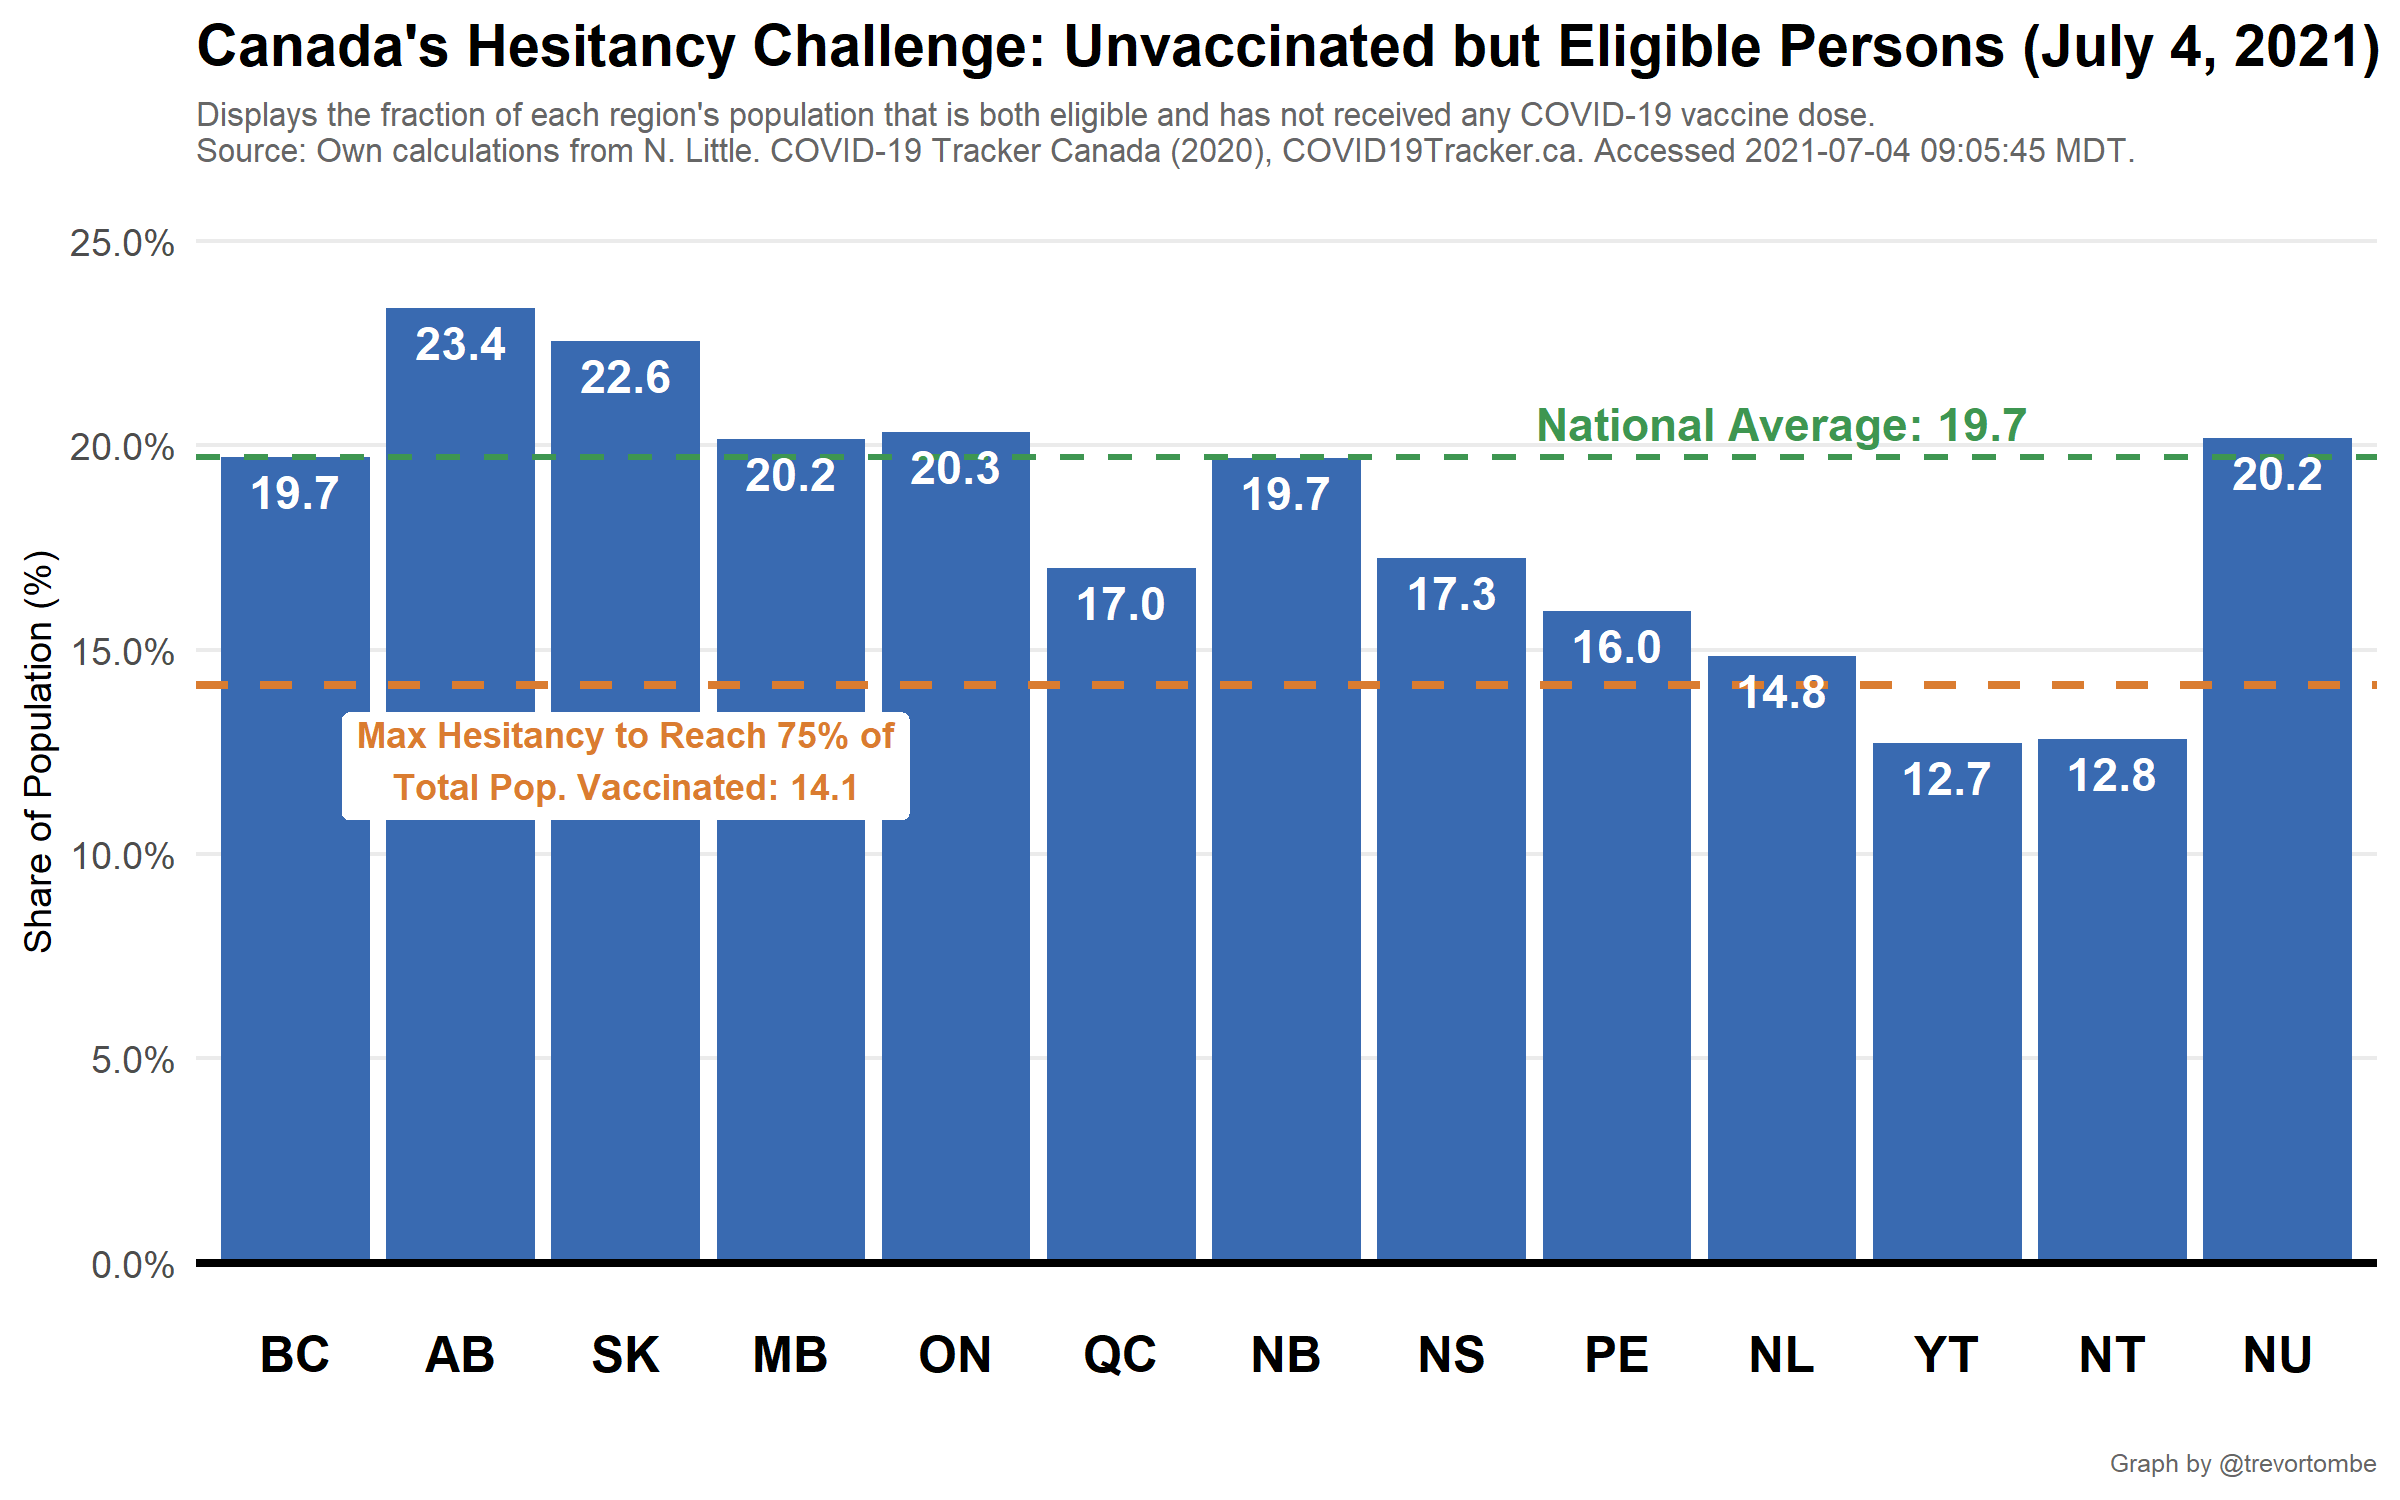 Canada's Hesitancy Challenge: Unvaccinated but Eligible Persons (July 4, 2021)
Displays the fraction of each region's population that is both eligible and has not received any COVID-19 vaccine dose.
Source: Own calculations from N. Little. COVID-19 Tracker Canada (2020), COVID19Tracker.ca. Accessed 2021-07-04 09:05:45 MDT.
Share of Population (%)
25.0%
20.0%
15.0%
10.0%
5.0%
0.0%
National Average: 19.7
Max Hesitancy to Reach 75% of
Total Pop. Vaccinated: 14.1
19.7
23.4
22.6
20.2
20.3
17.0
19.7
17.3
16.0
14.8
12.7
12.8
20.2
BC
AB
SK
MB
ON
QC
NB
NS
PE
NL
YT
NT
NU
Graph by @trevortombe